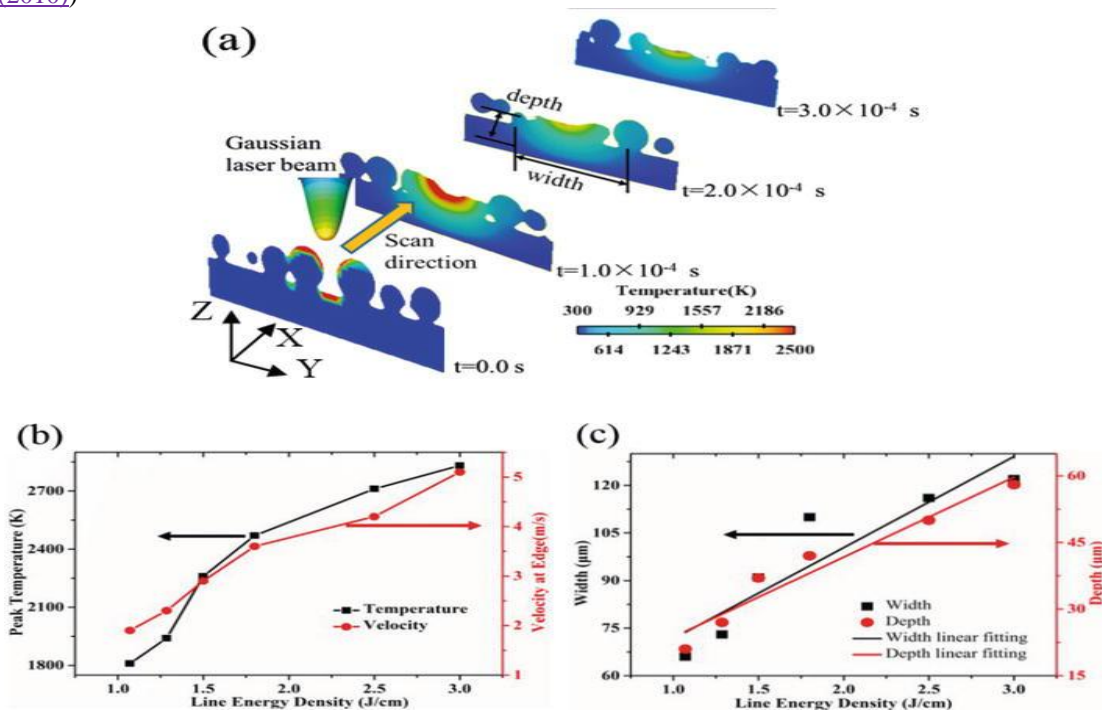 (2016))
(a)
t=3.0×10⁻⁴ s
depth
Gaussian
laser beam
width
t=2.0×10⁻⁴ s
Scan
direction
t=1.0×10⁻⁴ s
Temperature(K)
300 929 1557 2186
614 1243 1871 2500
Z
X
Y
t=0.0 s
(b)
Peak Temperature (K)
2700
2400
2100
1800
Velocity at Edge(m/s)
5
4
3
2
1
Temperature
Velocity
1.0 1.5 2.0 2.5 3.0
Line Energy Density (J/cm)
(c)
Width (μm)
120
105
90
75
60
Depth (μm)
60
45
30
15
Width
Depth
Width linear fitting
Depth linear fitting
1.0 1.5 2.0 2.5 3.0
Line Energy Density (J/cm)